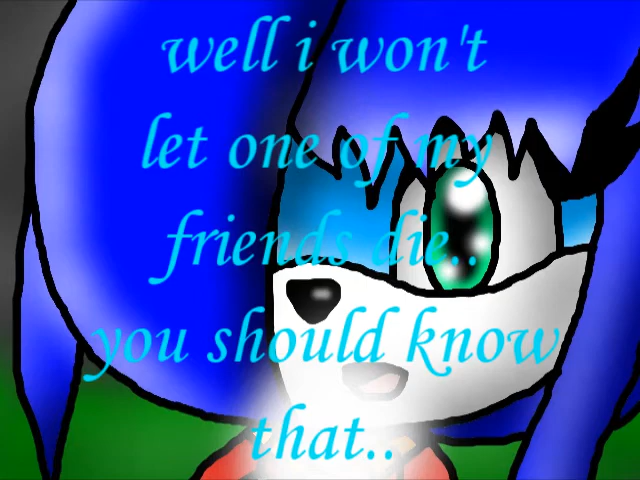 well i won't
let one of my
friends die..
you should know
that..